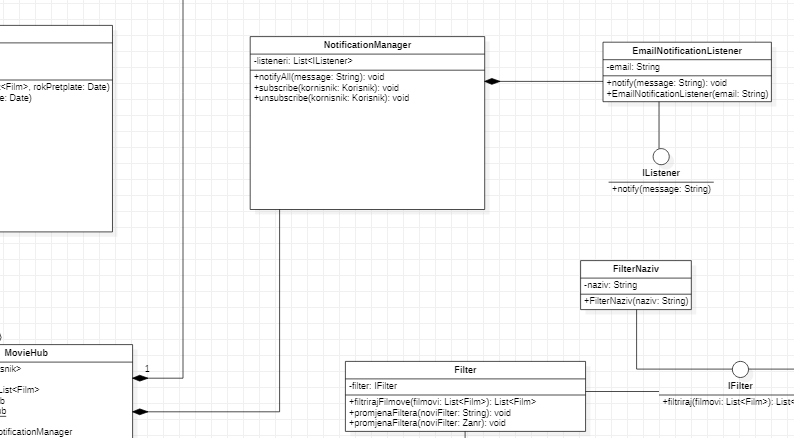 <Film>, rokPretplate: Date)
e: Date)
NotificationManager
-listeneri: List<IListener>
+notifyAll(message: String): void
+subscribe(kornisnik: Korisnik): void
+unsubscribe(kornisnik: Korisnik): void
EmailNotificationListener
-email: String
+notify(message: String): void
+EmailNotificationListener(email: String)
IListener
+notify(message: String)
FilterNaziv
-naziv: String
+FilterNaziv(naziv: String)
)
MovieHub
snik>
List<Film>
b
ub
otificationManager
1
Filter
-filter: IFilter
+filtrirajFilmove(filmovi: List<Film>): List<Film>
+promjenaFiltera(noviFilter: String): void
+promjenaFiltera(noviFilter: Zanr): void
IFilter
+filtriraj(filmovi: List<Film>): List<